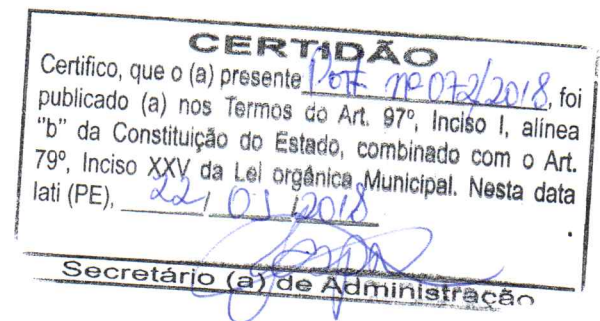 CERTIDÃO
Certifico, que o (a) presente Port nº 072/2018, foi
publicado (a) nos Termos do Art. 97º, Inciso I, alínea
"b" da Constituição do Estado, combinado com o Art.
79º, Inciso XXV da Lei orgânica Municipal. Nesta data
Iati (PE), 22/ /2018.
Secretário (a) de Administração